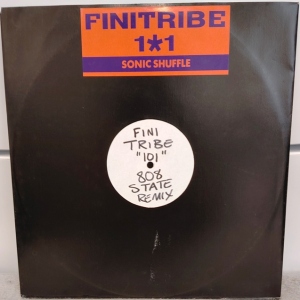 FINITRIBE
1★1
SONIC SHUFFLE
FINI
TRIBE
"101"
808
STATE
REMIX